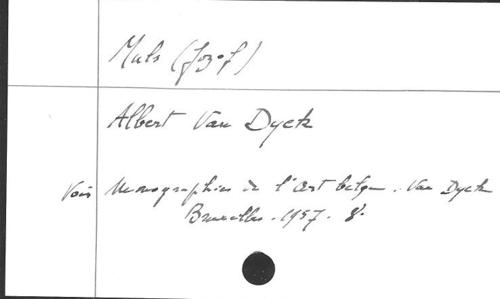 Muls (Jozef)
Albert Van Dyck
Voir Monographies de l'art belge. Van Dyck
Bruxelles. 1957. 8°.